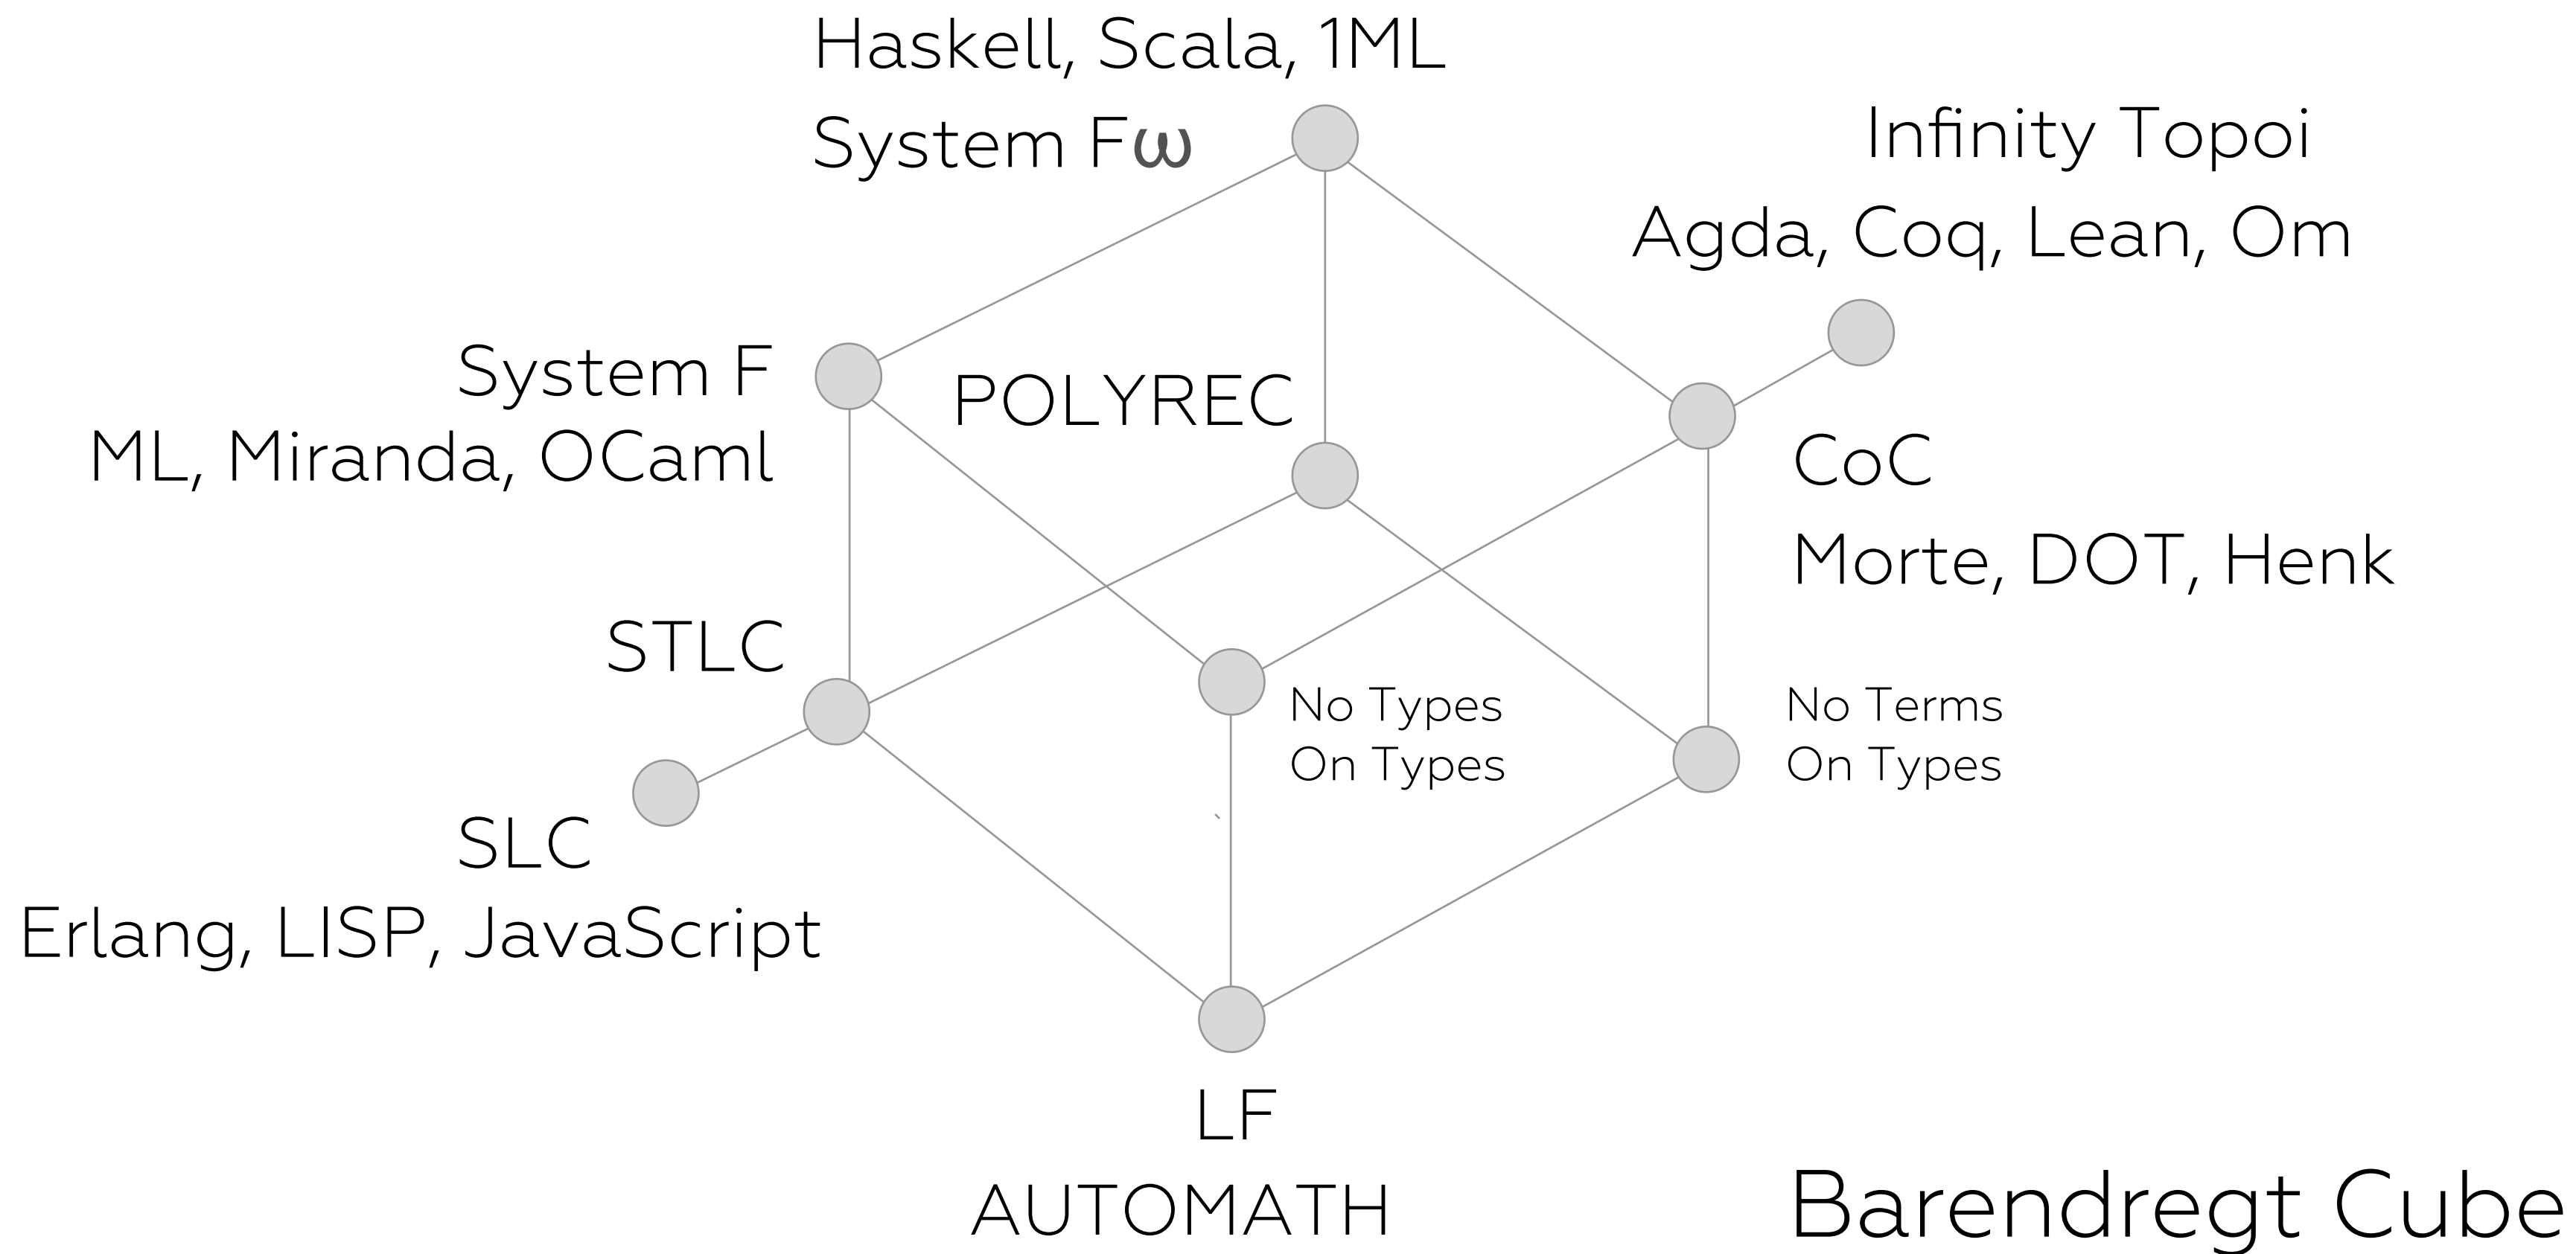 Haskell, Scala, 1ML
System Fω
Infinity Topoi
Agda, Coq, Lean, Om
System F
ML, Miranda, OCaml
POLYREC
CoC
Morte, DOT, Henk
STLC
No Types
On Types
No Terms
On Types
SLC
Erlang, LISP, JavaScript
LF
AUTOMATH
Barendregt Cube